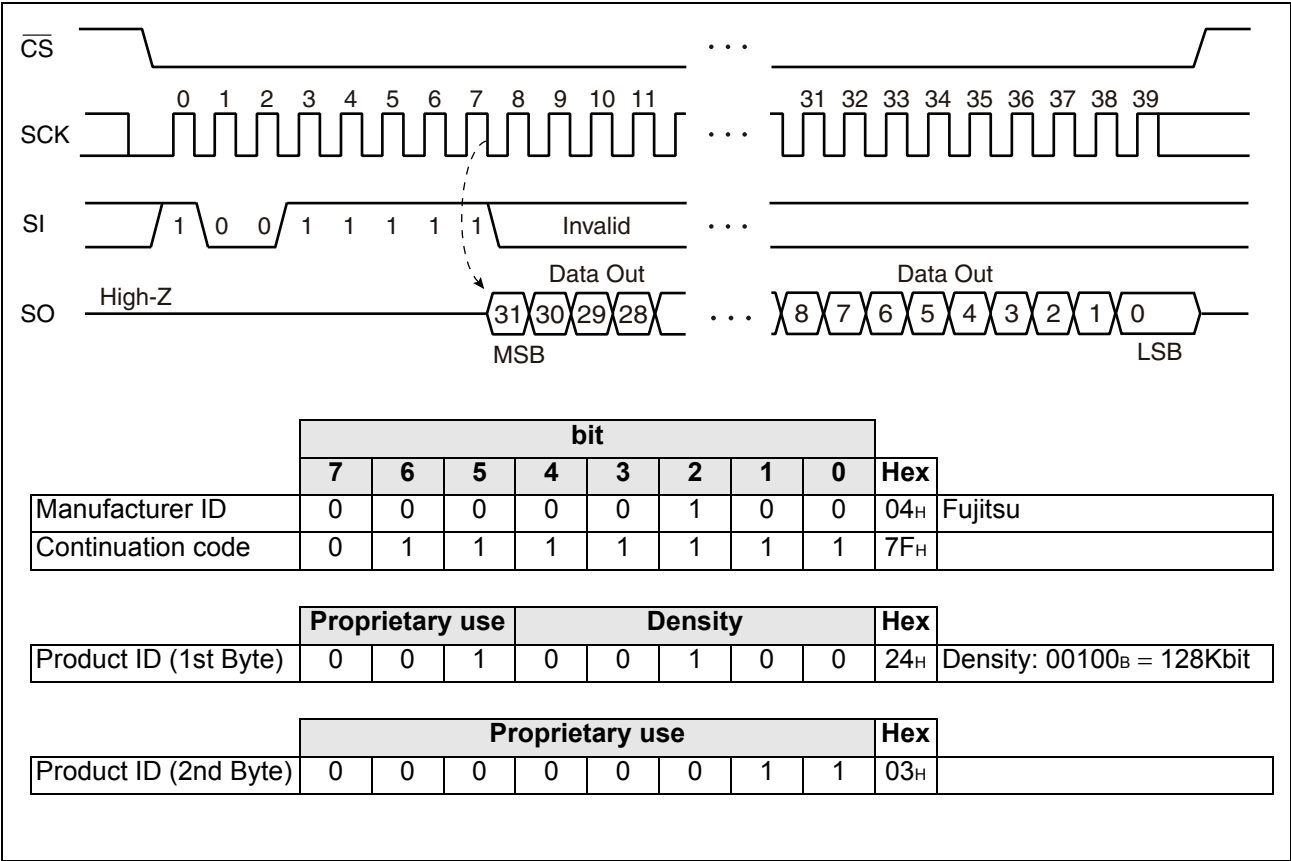 CS
. . .
0 1 2 3 4 5 6 7 8 9 10 11 31 32 33 34 35 36 37 38 39
SCK . . .
SI 1 0 0 1 1 1 1 1 Invalid . . .
Data Out Data Out
High-Z
SO 31 30 29 28 . . . 8 7 6 5 4 3 2 1 0
MSB LSB
bit
7 6 5 4 3 2 1 0 Hex
Manufacturer ID 0 0 0 0 0 1 0 0 04H Fujitsu
Continuation code 0 1 1 1 1 1 1 1 7FH
Proprietary use Density Hex
Product ID (1st Byte) 0 0 1 0 0 1 0 0 24H Density: 00100B = 128Kbit
Proprietary use Hex
Product ID (2nd Byte) 0 0 0 0 0 0 1 1 03H